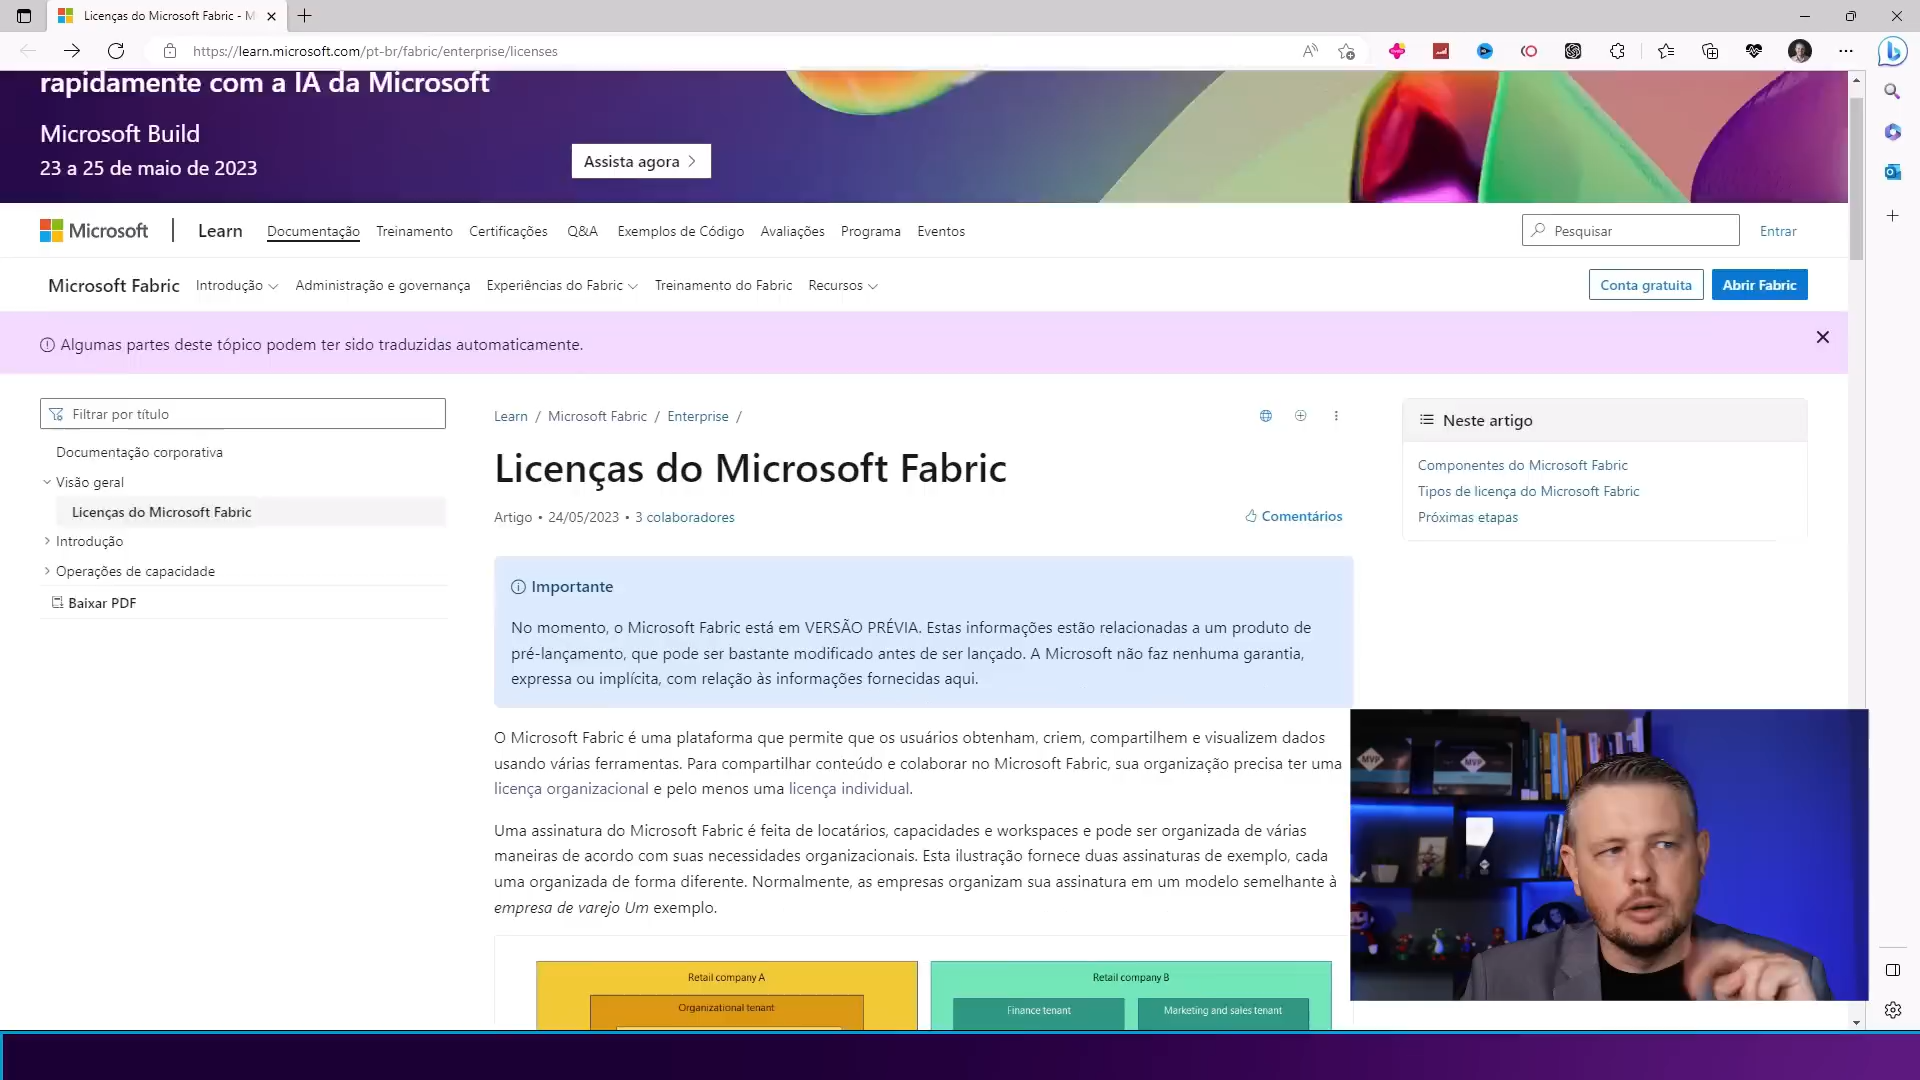 Licenças do Microsoft Fabric - M
https://learn.microsoft.com/pt-br/fabric/enterprise/licenses
rapidamente com a IA da Microsoft
Microsoft Build
23 a 25 de maio de 2023
Assista agora
Microsoft
Learn
Documentação
Treinamento
Certificações
Q&A
Exemplos de Código
Avaliações
Programa
Eventos
Pesquisar
Entrar
Microsoft Fabric
Introdução
Administração e governança
Experiências do Fabric
Treinamento do Fabric
Recursos
Conta gratuita
Abrir Fabric
Algumas partes deste tópico podem ter sido traduzidas automaticamente.
Filtrar por título
Documentação corporativa
Visão geral
Licenças do Microsoft Fabric
Introdução
Operações de capacidade
Baixar PDF
Learn / Microsoft Fabric / Enterprise /
Licenças do Microsoft Fabric
Artigo • 24/05/2023 • 3 colaboradores
Comentários
Importante
No momento, o Microsoft Fabric está em VERSÃO PRÉVIA. Estas informações estão relacionadas a um produto de
pré-lançamento, que pode ser bastante modificado antes de ser lançado. A Microsoft não faz nenhuma garantia,
expressa ou implícita, com relação às informações fornecidas aqui.
O Microsoft Fabric é uma plataforma que permite que os usuários obtenham, criem, compartilhem e visualizem dados
usando várias ferramentas. Para compartilhar conteúdo e colaborar no Microsoft Fabric, sua organização precisa ter uma
licença organizacional e pelo menos uma licença individual.
Uma assinatura do Microsoft Fabric é feita de locatários, capacidades e workspaces e pode ser organizada de várias
maneiras de acordo com suas necessidades organizacionais. Esta ilustração fornece duas assinaturas de exemplo, cada
uma organizada de forma diferente. Normalmente, as empresas organizam sua assinatura em um modelo semelhante à
empresa de varejo Um exemplo.
Retail company A
Organizational tenant
Retail company B
Finance tenant
Marketing and sales tenant
Neste artigo
Componentes do Microsoft Fabric
Tipos de licença do Microsoft Fabric
Próximas etapas
MVP
MVP